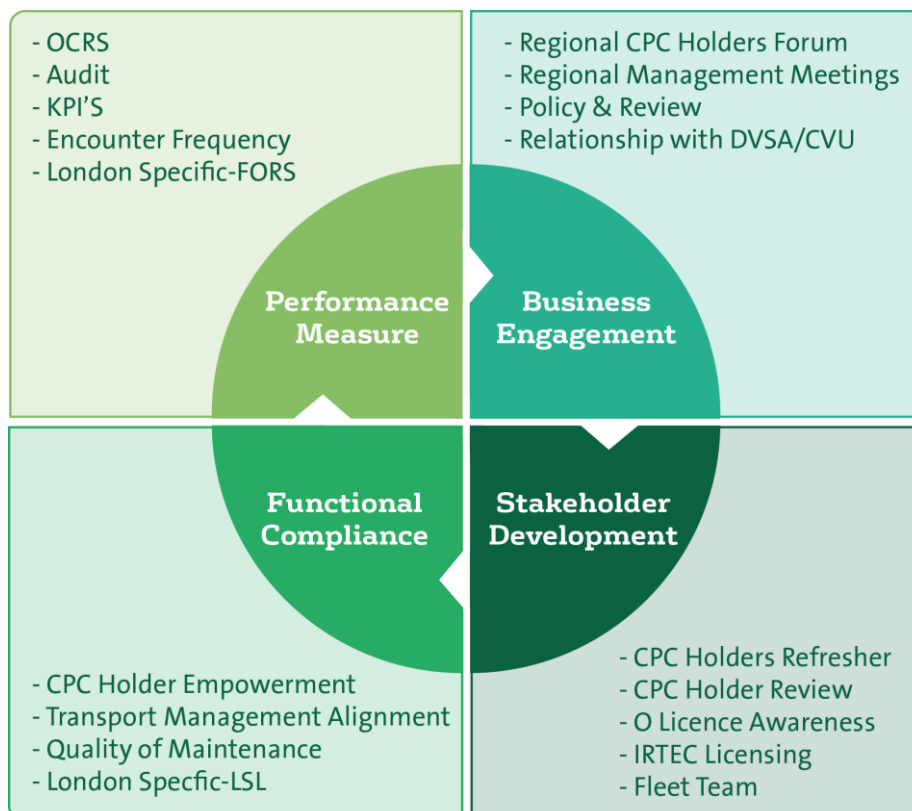 - OCRS
- Audit
- KPI'S
- Encounter Frequency
- London Specific-FORS
- Regional CPC Holders Forum
- Regional Management Meetings
- Policy & Review
- Relationship with DVSA/CVU
Performance
Measure
Business
Engagement
Functional
Compliance
Stakeholder
Development
- CPC Holder Empowerment
- Transport Management Alignment
- Quality of Maintenance
- London Specfic-LSL
- CPC Holders Refresher
- CPC Holder Review
- O Licence Awareness
- IRTEC Licensing
- Fleet Team